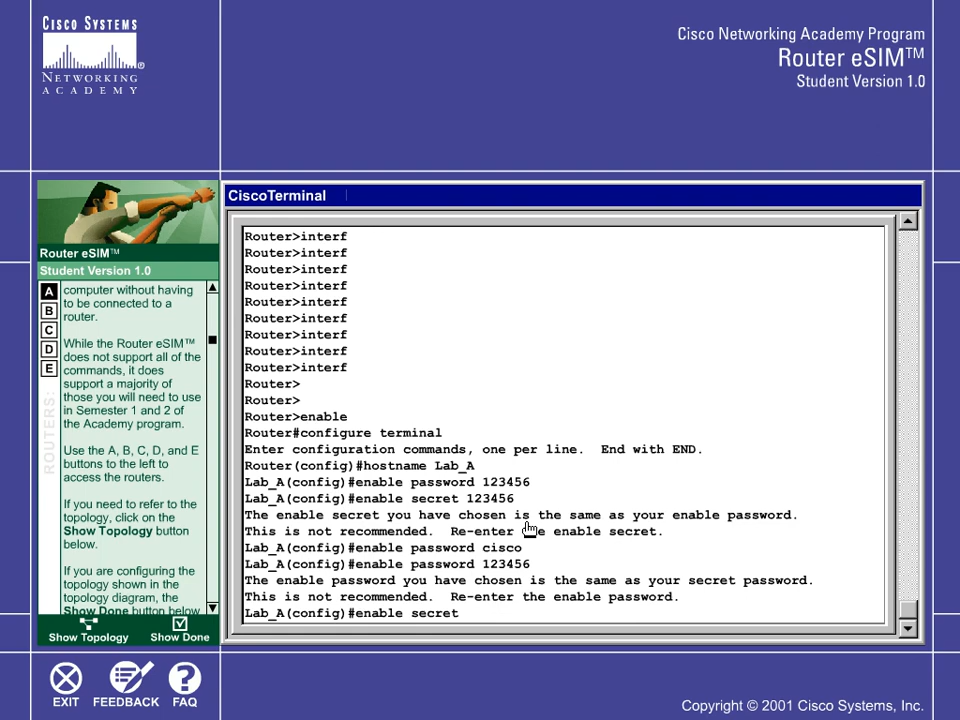 CISCO SYSTEMS
®
NETWORKING
ACADEMY
Cisco Networking Academy Program
Router eSIM™
Student Version 1.0
Router eSIM™
Student Version 1.0
A
B
C
D
E
ROUTERS:
computer without having
to be connected to a
router.
While the Router eSIM™
does not support all of the
commands, it does
support a majority of
those you will need to use
in Semester 1 and 2 of
the Academy program.
Use the A, B, C, D, and E
buttons to the left to
access the routers.
If you need to refer to the
topology, click on the
Show Topology button
below.
If you are configuring the
topology shown in the
topology diagram, the
Show Done button below
Show Topology
Show Done
CiscoTerminal
Router>interf
Router>interf
Router>interf
Router>interf
Router>interf
Router>interf
Router>interf
Router>interf
Router>interf
Router>
Router>
Router>enable
Router#configure terminal
Enter configuration commands, one per line.  End with END.
Router(config)#hostname Lab_A
Lab_A(config)#enable password 123456
Lab_A(config)#enable secret 123456
The enable secret you have chosen is the same as your enable password.
This is not recommended.  Re-enter the enable secret.
Lab_A(config)#enable password cisco
Lab_A(config)#enable password 123456
The enable password you have chosen is the same as your secret password.
This is not recommended.  Re-enter the enable password.
Lab_A(config)#enable secret
EXIT
FEEDBACK
FAQ
Copyright © 2001 Cisco Systems, Inc.